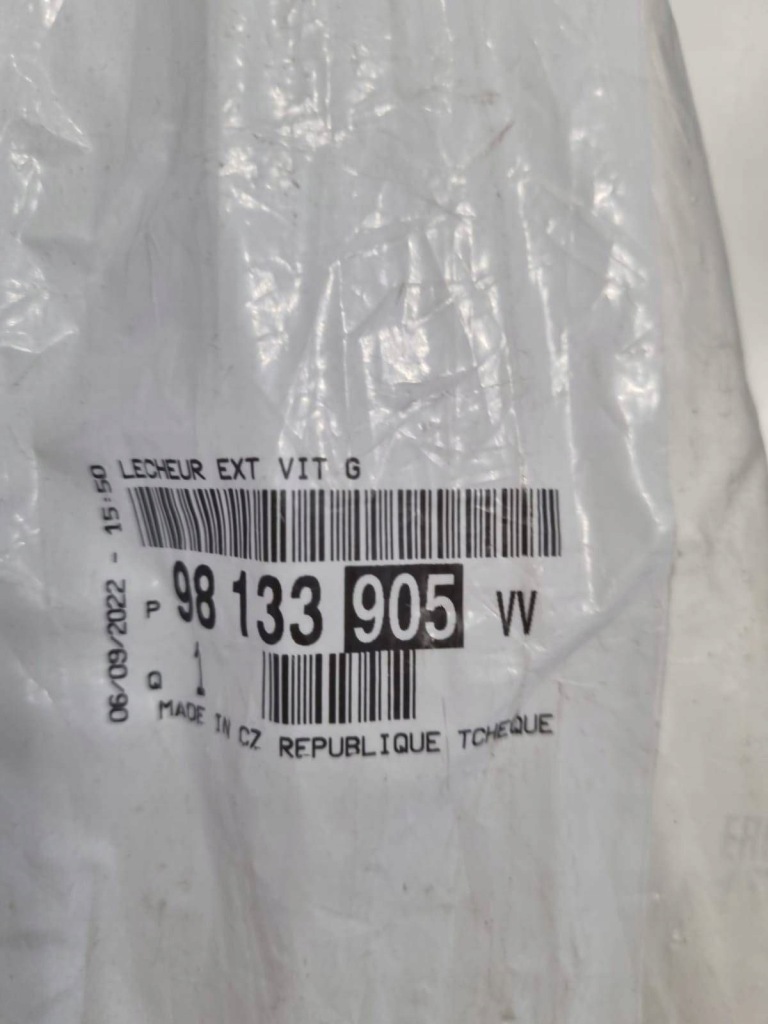 LECHEUR EXT VIT G
06/09/2022 - 15:50
P 98 133 905 VV
Q 1
MADE IN CZ REPUBLIQUE TCHEQUE